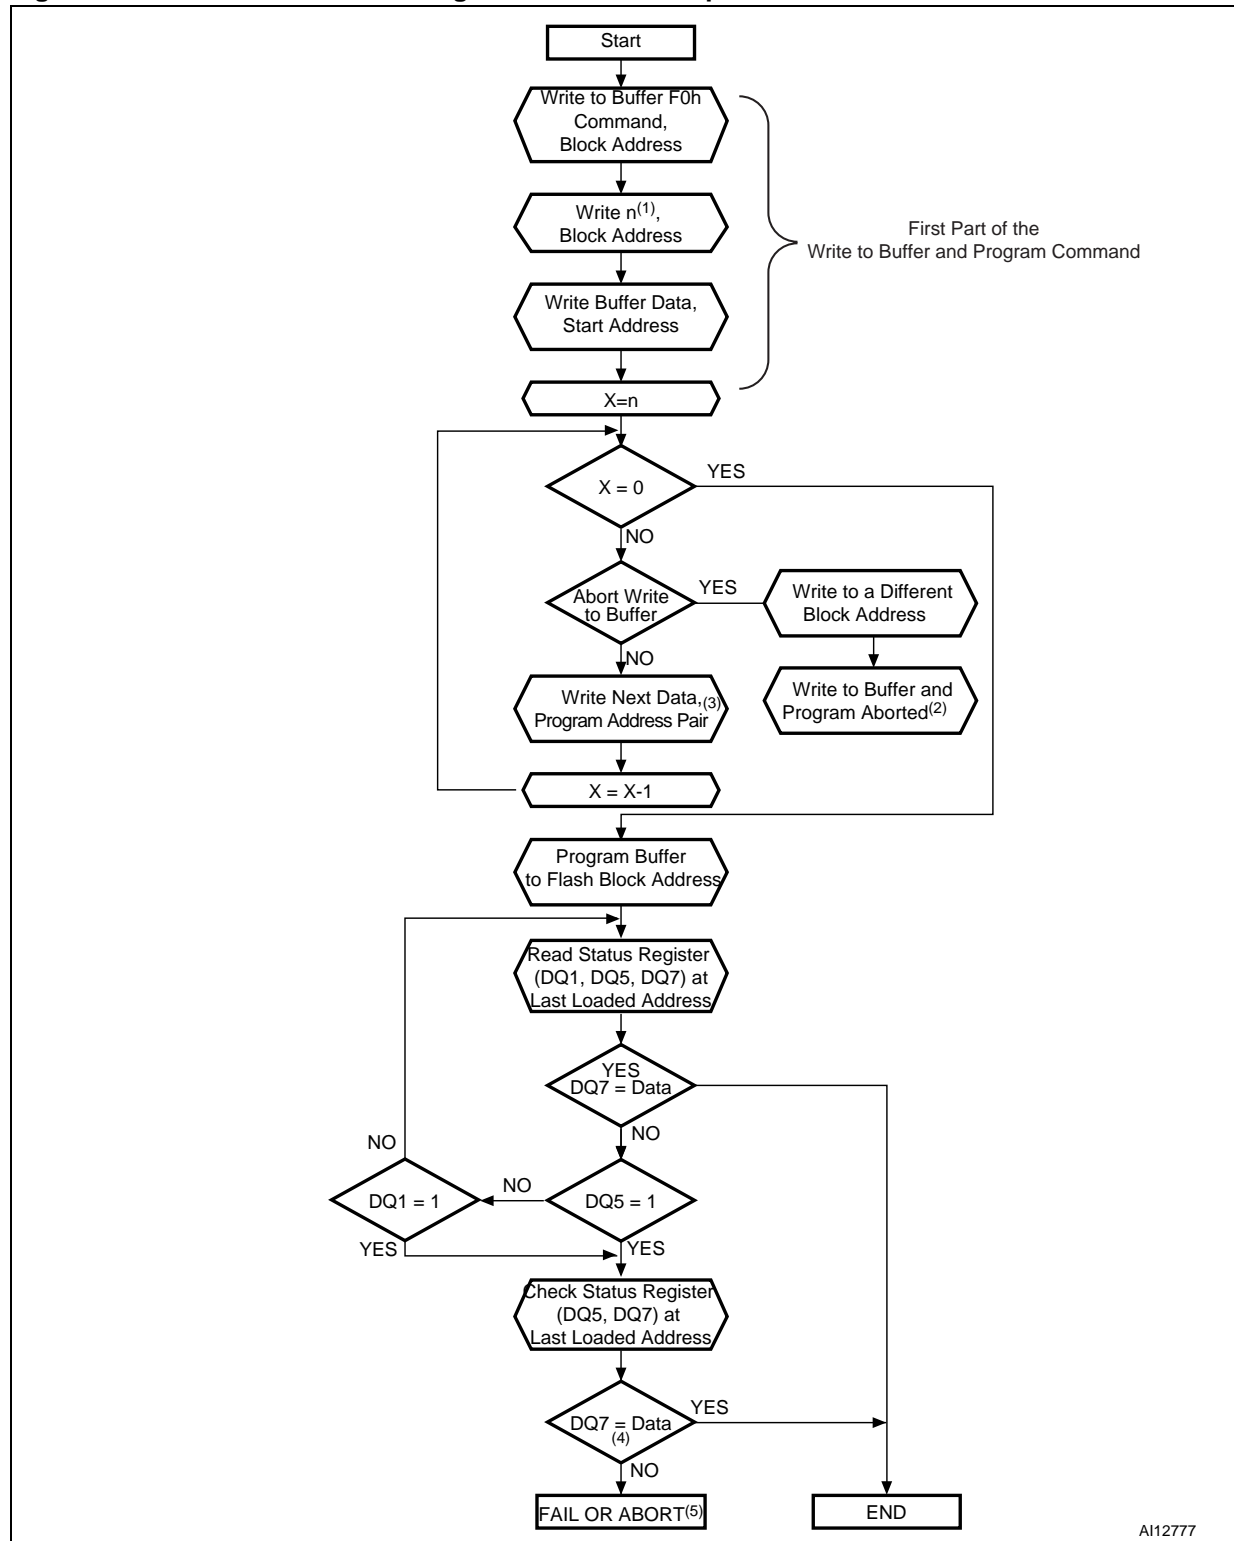 Start
Write to Buffer F0h
Command,
Block Address
Write n(1),
Block Address
First Part of the
Write to Buffer and Program Command
Write Buffer Data,
Start Address
X=n
X = 0
YES
NO
Abort Write
to Buffer
YES
Write to a Different
Block Address
NO
Write Next Data,(3)
Program Address Pair
Write to Buffer and
Program Aborted(2)
X = X-1
Program Buffer
to Flash Block Address
Read Status Register
(DQ1, DQ5, DQ7) at
Last Loaded Address
YES
DQ7 = Data
NO
NO
DQ1 = 1
NO
DQ5 = 1
YES
YES
Check Status Register
(DQ5, DQ7) at
Last Loaded Address
YES
DQ7 = Data
(4)
NO
FAIL OR ABORT(5)
END
AI12777